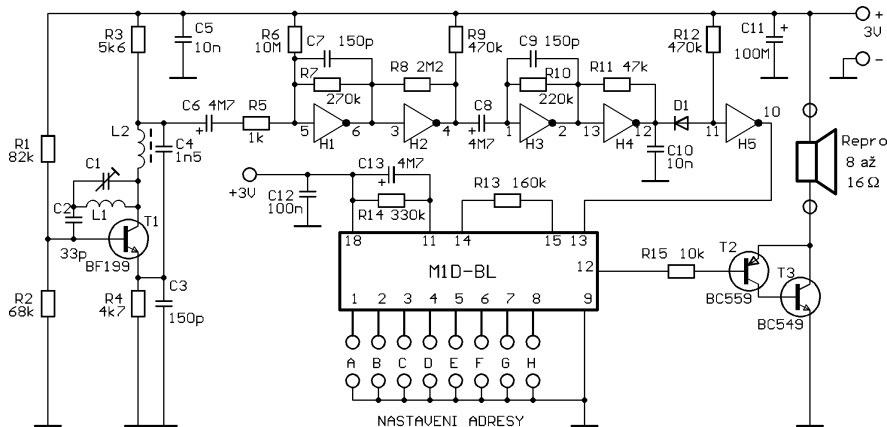 R3
5k6
C5
10n
R6
10M
C7
150p
R9
470k
C9
150p
R12
470k
C11
+
100M
+
3V
-
R7
270k
R8 2M2
R10
220k
R11 47k
L2
C6 4M7
+
R5
1k
5
H1
6
3
H2
4
C8
+
4M7
1
H3
2
13
H4
12
D1
11
H5
10
C4
1n5
C10
10n
R1
82k
C1
L1
C2
33p
T1
BF199
+3V
C12
100n
C13
4M7
+
R14 330k
R13 160k
Repro
8 až
16Ω
18
11
14
15
13
M1D-BL
12
R15 10k
T2
BC559
T3
BC549
R2
68k
R4
4k7
C3
150p
1 2 3 4 5 6 7 8 9
A B C D E F G H
NASTAVENI ADRESY